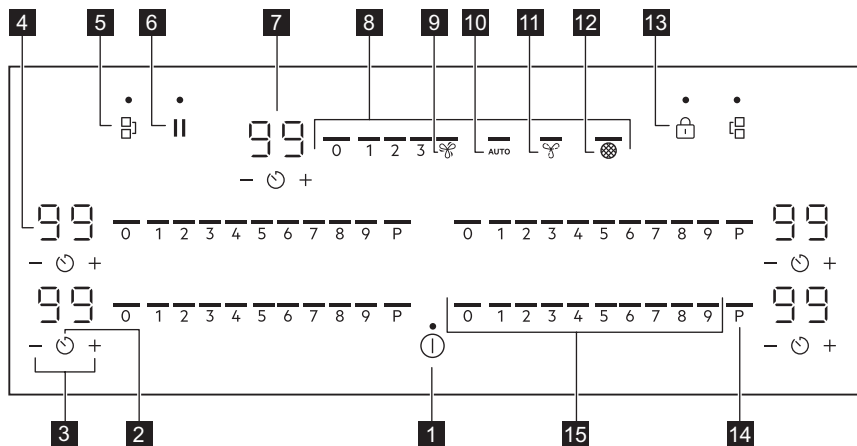 4 5 6 7 8 9 10 11 12 13
99 0 1 2 3 AUTO
− +
99 0 1 2 3 4 5 6 7 8 9 P 0 1 2 3 4 5 6 7 8 9 P 99
− + − +
99 0 1 2 3 4 5 6 7 8 9 P 0 1 2 3 4 5 6 7 8 9 P 99
− + − +
3 2 1 15 14